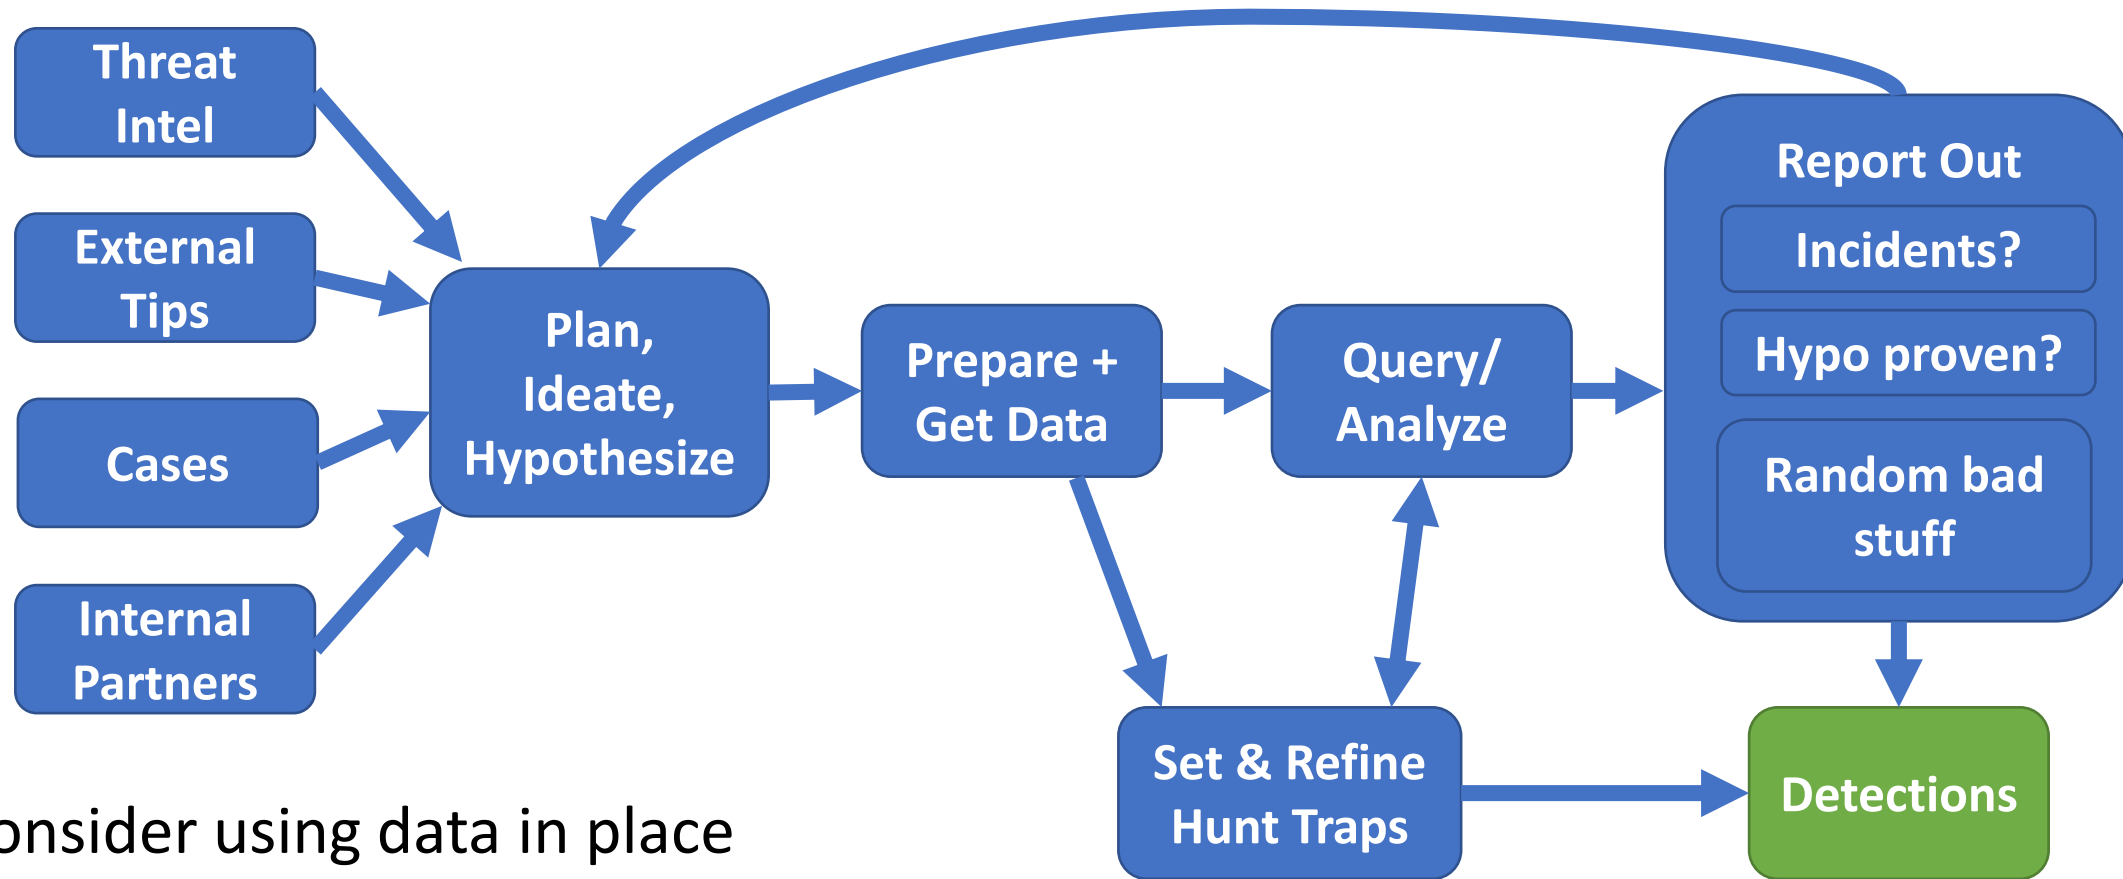 Threat
Intel
External
Tips
Cases
Internal
Partners
Plan,
Ideate,
Hypothesize
Prepare +
Get Data
Query/
Analyze
Report Out
Incidents?
Hypo proven?
Random bad
stuff
Set & Refine
Hunt Traps
Detections
onsider using data in place